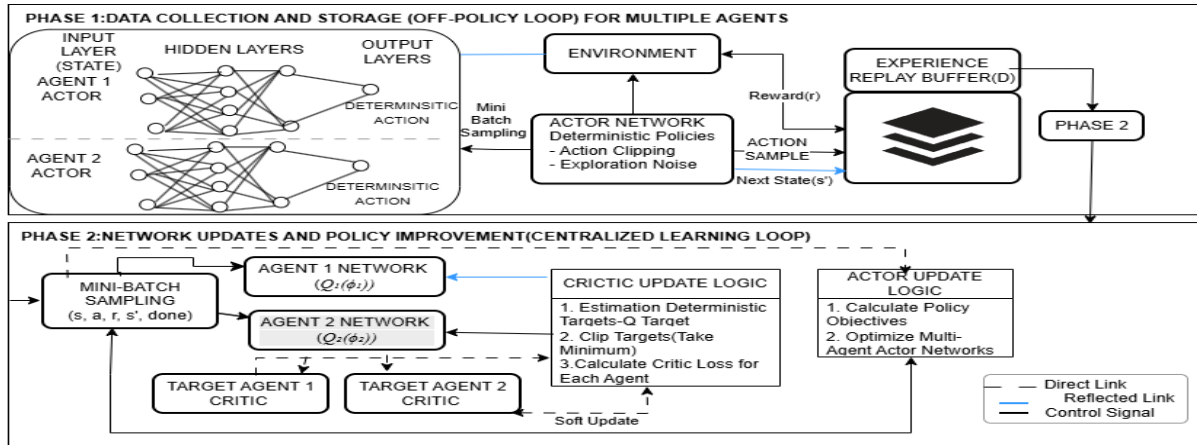 PHASE 1:DATA COLLECTION AND STORAGE (OFF-POLICY LOOP) FOR MULTIPLE AGENTS
INPUT
LAYER
(STATE)
AGENT 1
ACTOR
HIDDEN LAYERS
OUTPUT
LAYERS
DETERMINSITIC
ACTION
AGENT 2
ACTOR
DETERMINSITIC
ACTION
Mini
Batch
Sampling
ENVIRONMENT
ACTOR NETWORK
Deterministic Policies
- Action Clipping
- Exploration Noise
Reward(r)
ACTION
SAMPLE
Next State(s')
EXPERIENCE
REPLAY BUFFER(D)
PHASE 2
PHASE 2:NETWORK UPDATES AND POLICY IMPROVEMENT(CENTRALIZED LEARNING LOOP)
MINI-BATCH
SAMPLING
(s, a, r, s', done)
AGENT 1 NETWORK
(Q₁(ϕ₁))
AGENT 2 NETWORK
(Q₂(ϕ₂))
TARGET AGENT 1
CRITIC
TARGET AGENT 2
CRITIC
Soft Update
CRICTIC UPDATE LOGIC
1. Estimation Deterministic
Targets-Q Target
2. Clip Targets(Take
Minimum)
3.Calculate Critic Loss for
Each Agent
ACTOR UPDATE
LOGIC
1. Calculate Policy
Objectives
2. Optimize Multi-
Agent Actor Networks
Direct Link
Reflected Link
Control Signal